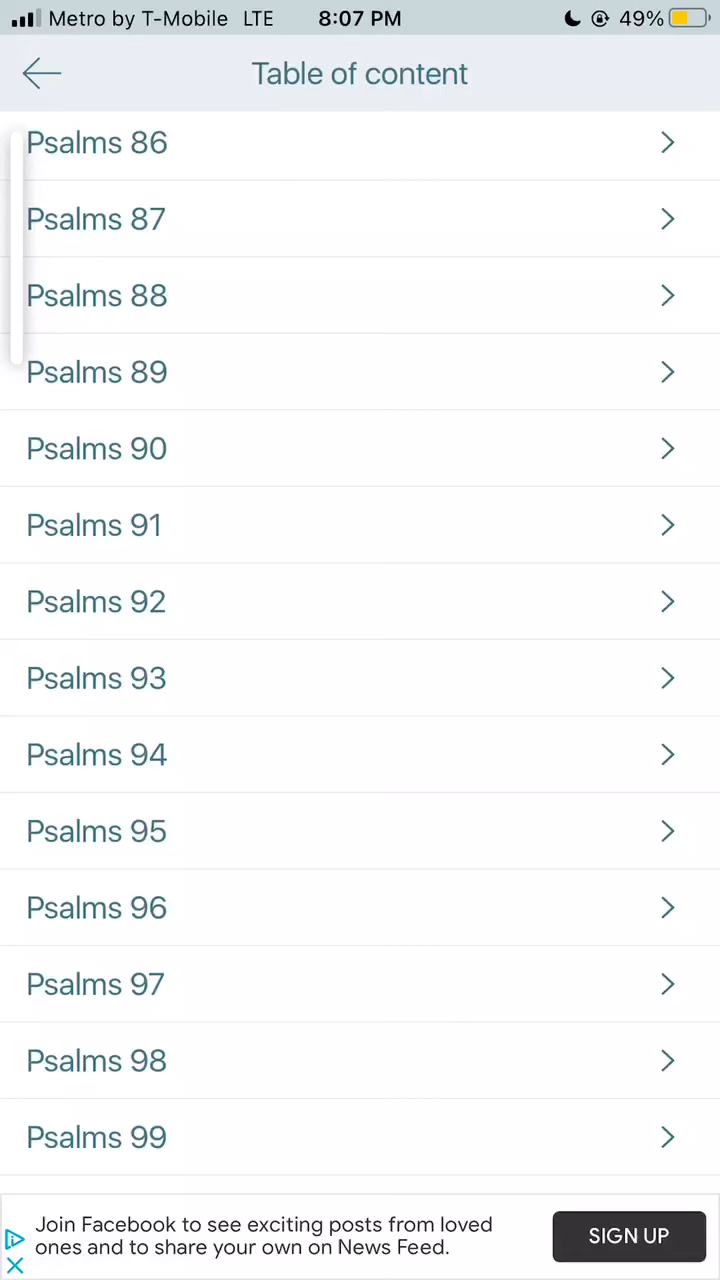 Metro by T-Mobile LTE 8:07 PM 49%
Table of content
Psalms 86
Psalms 87
Psalms 88
Psalms 89
Psalms 90
Psalms 91
Psalms 92
Psalms 93
Psalms 94
Psalms 95
Psalms 96
Psalms 97
Psalms 98
Psalms 99
Join Facebook to see exciting posts from loved
ones and to share your own on News Feed.
SIGN UP